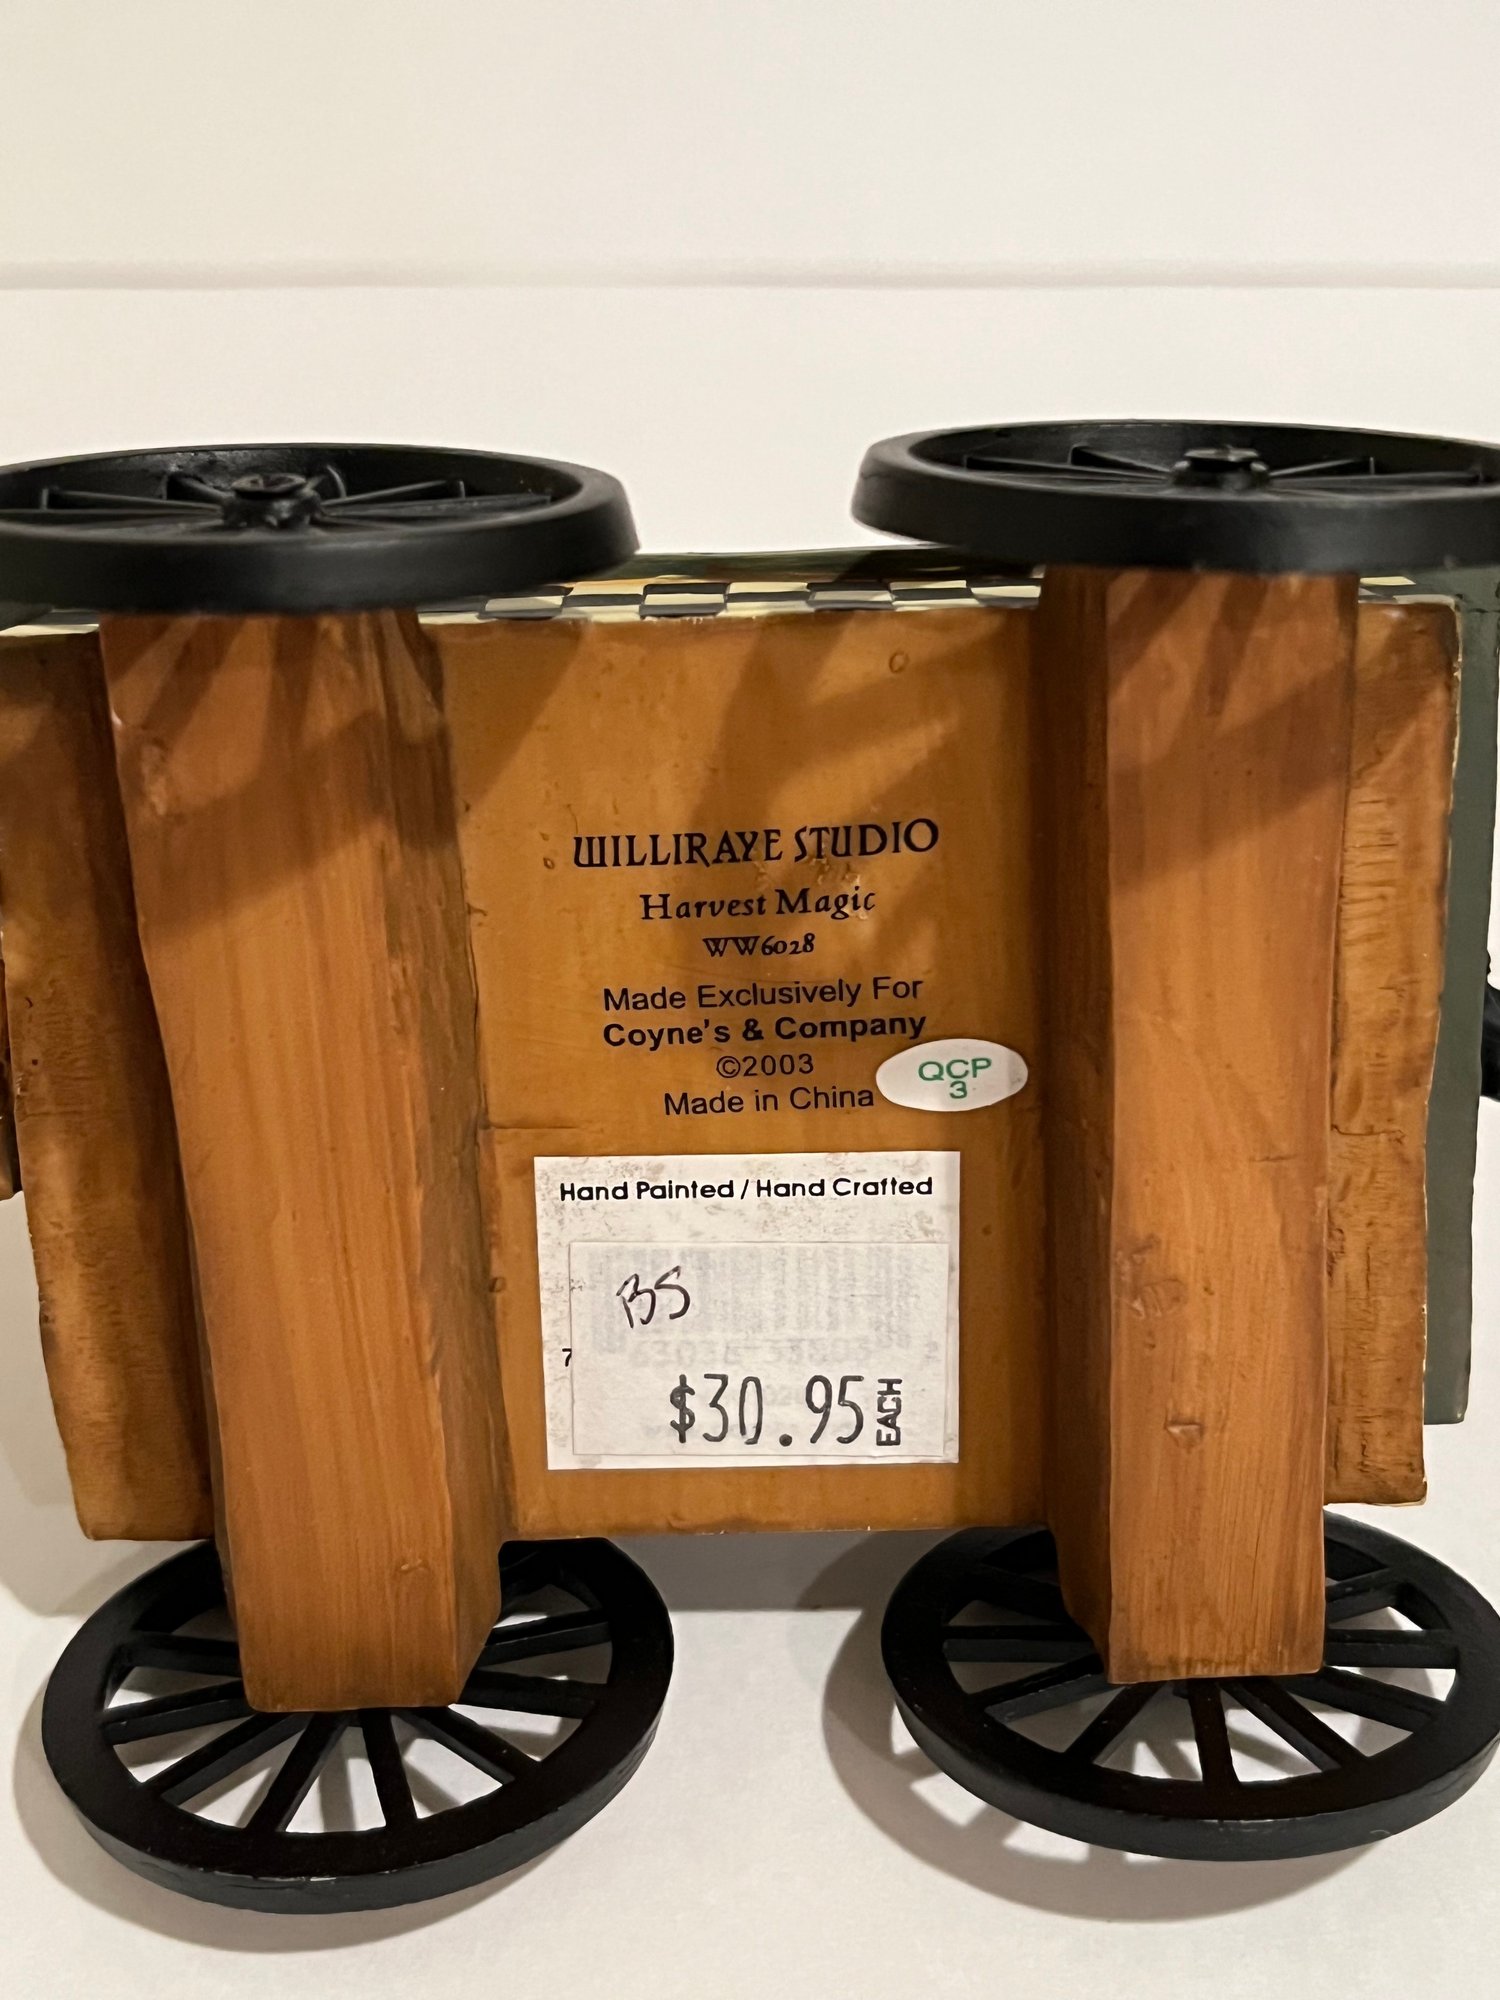 WILLIRAYE STUDIO
Harvest Magic
WW6028
Made Exclusively For
Coyne's & Company
©2003
Made in China
QCP
3
Hand Painted / Hand Crafted
BS
7
$30.95 EACH